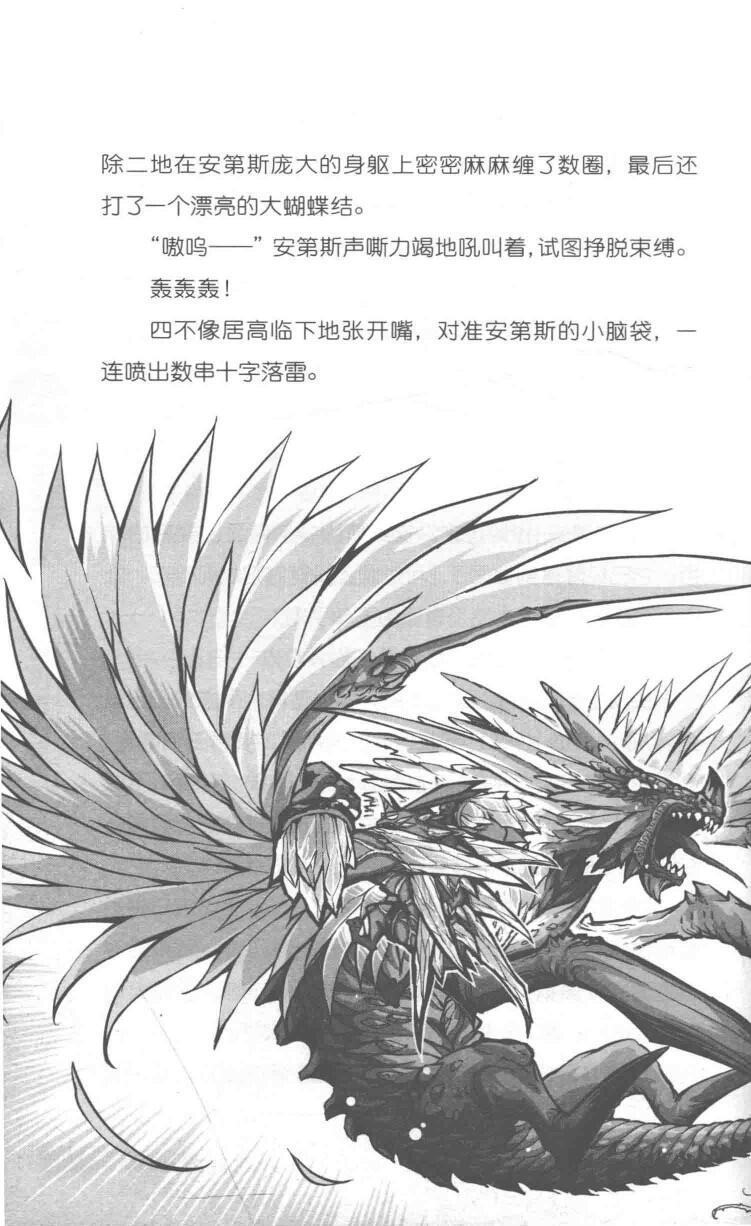 除二地在安第斯庞大的身躯上密密麻麻缠了数圈，最后还
打了一个漂亮的大蝴蝶结。
“嗷呜——”安第斯声嘶力竭地吼叫着，试图挣脱束缚。
轰轰轰！
四不像居高临下地张开嘴，对准安第斯的小脑袋，一
连喷出数串十字落雷。